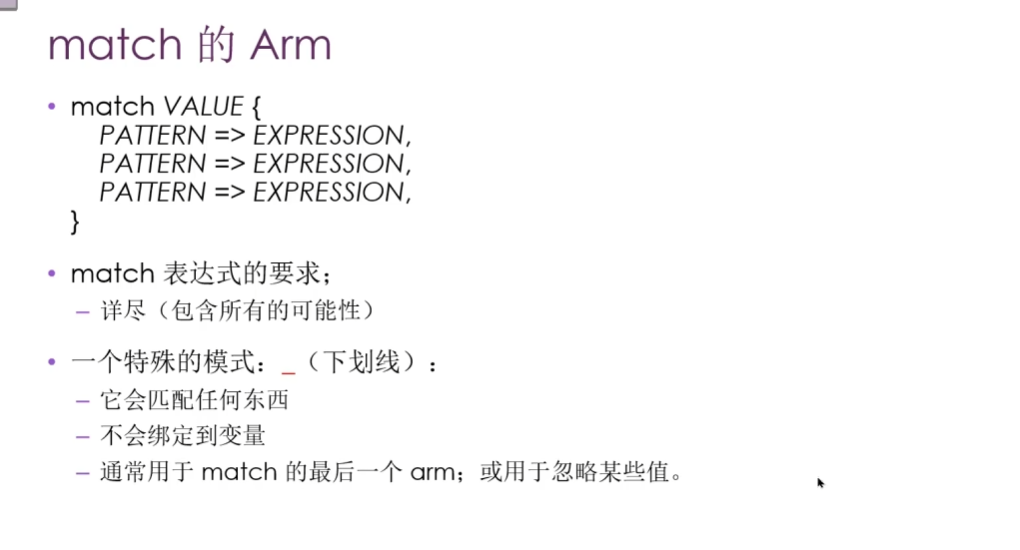 match 的 Arm
• match VALUE {
PATTERN => EXPRESSION,
PATTERN => EXPRESSION,
PATTERN => EXPRESSION,
}
• match 表达式的要求；
– 详尽（包含所有的可能性）
• 一个特殊的模式：_（下划线）：
– 它会匹配任何东西
– 不会绑定到变量
– 通常用于 match 的最后一个 arm；或用于忽略某些值。